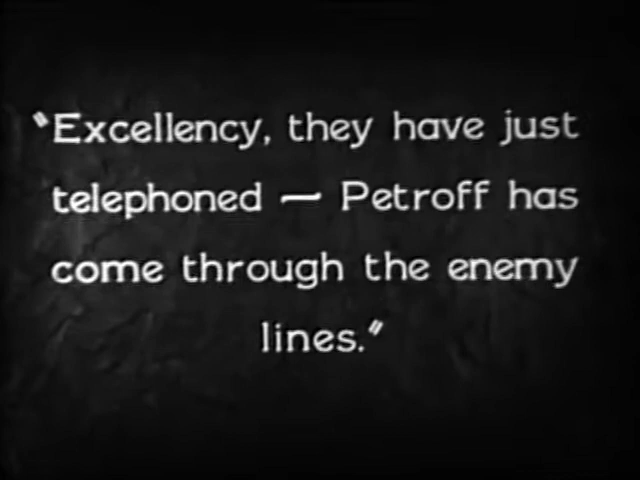 "Excellency, they have just
telephoned — Petroff has
come through the enemy
lines."